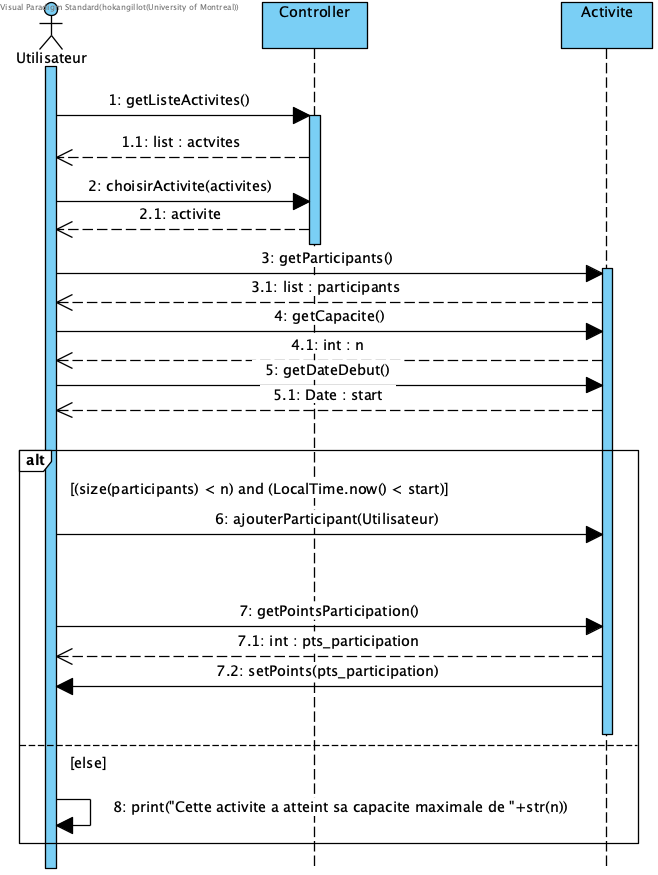 Visual Paradigm Standard(hokangillot(University of Montreal))
Controller
Activite
Utilisateur
1: getListeActivites()
1.1: list : actvites
2: choisirActivite(activites)
2.1: activite
3: getParticipants()
3.1: list : participants
4: getCapacite()
4.1: int : n
5: getDateDebut()
5.1: Date : start
alt
[(size(participants) < n) and (LocalTime.now() < start)]
6: ajouterParticipant(Utilisateur)
7: getPointsParticipation()
7.1: int : pts_participation
7.2: setPoints(pts_participation)
[else]
8: print("Cette activite a atteint sa capacite maximale de "+str(n))